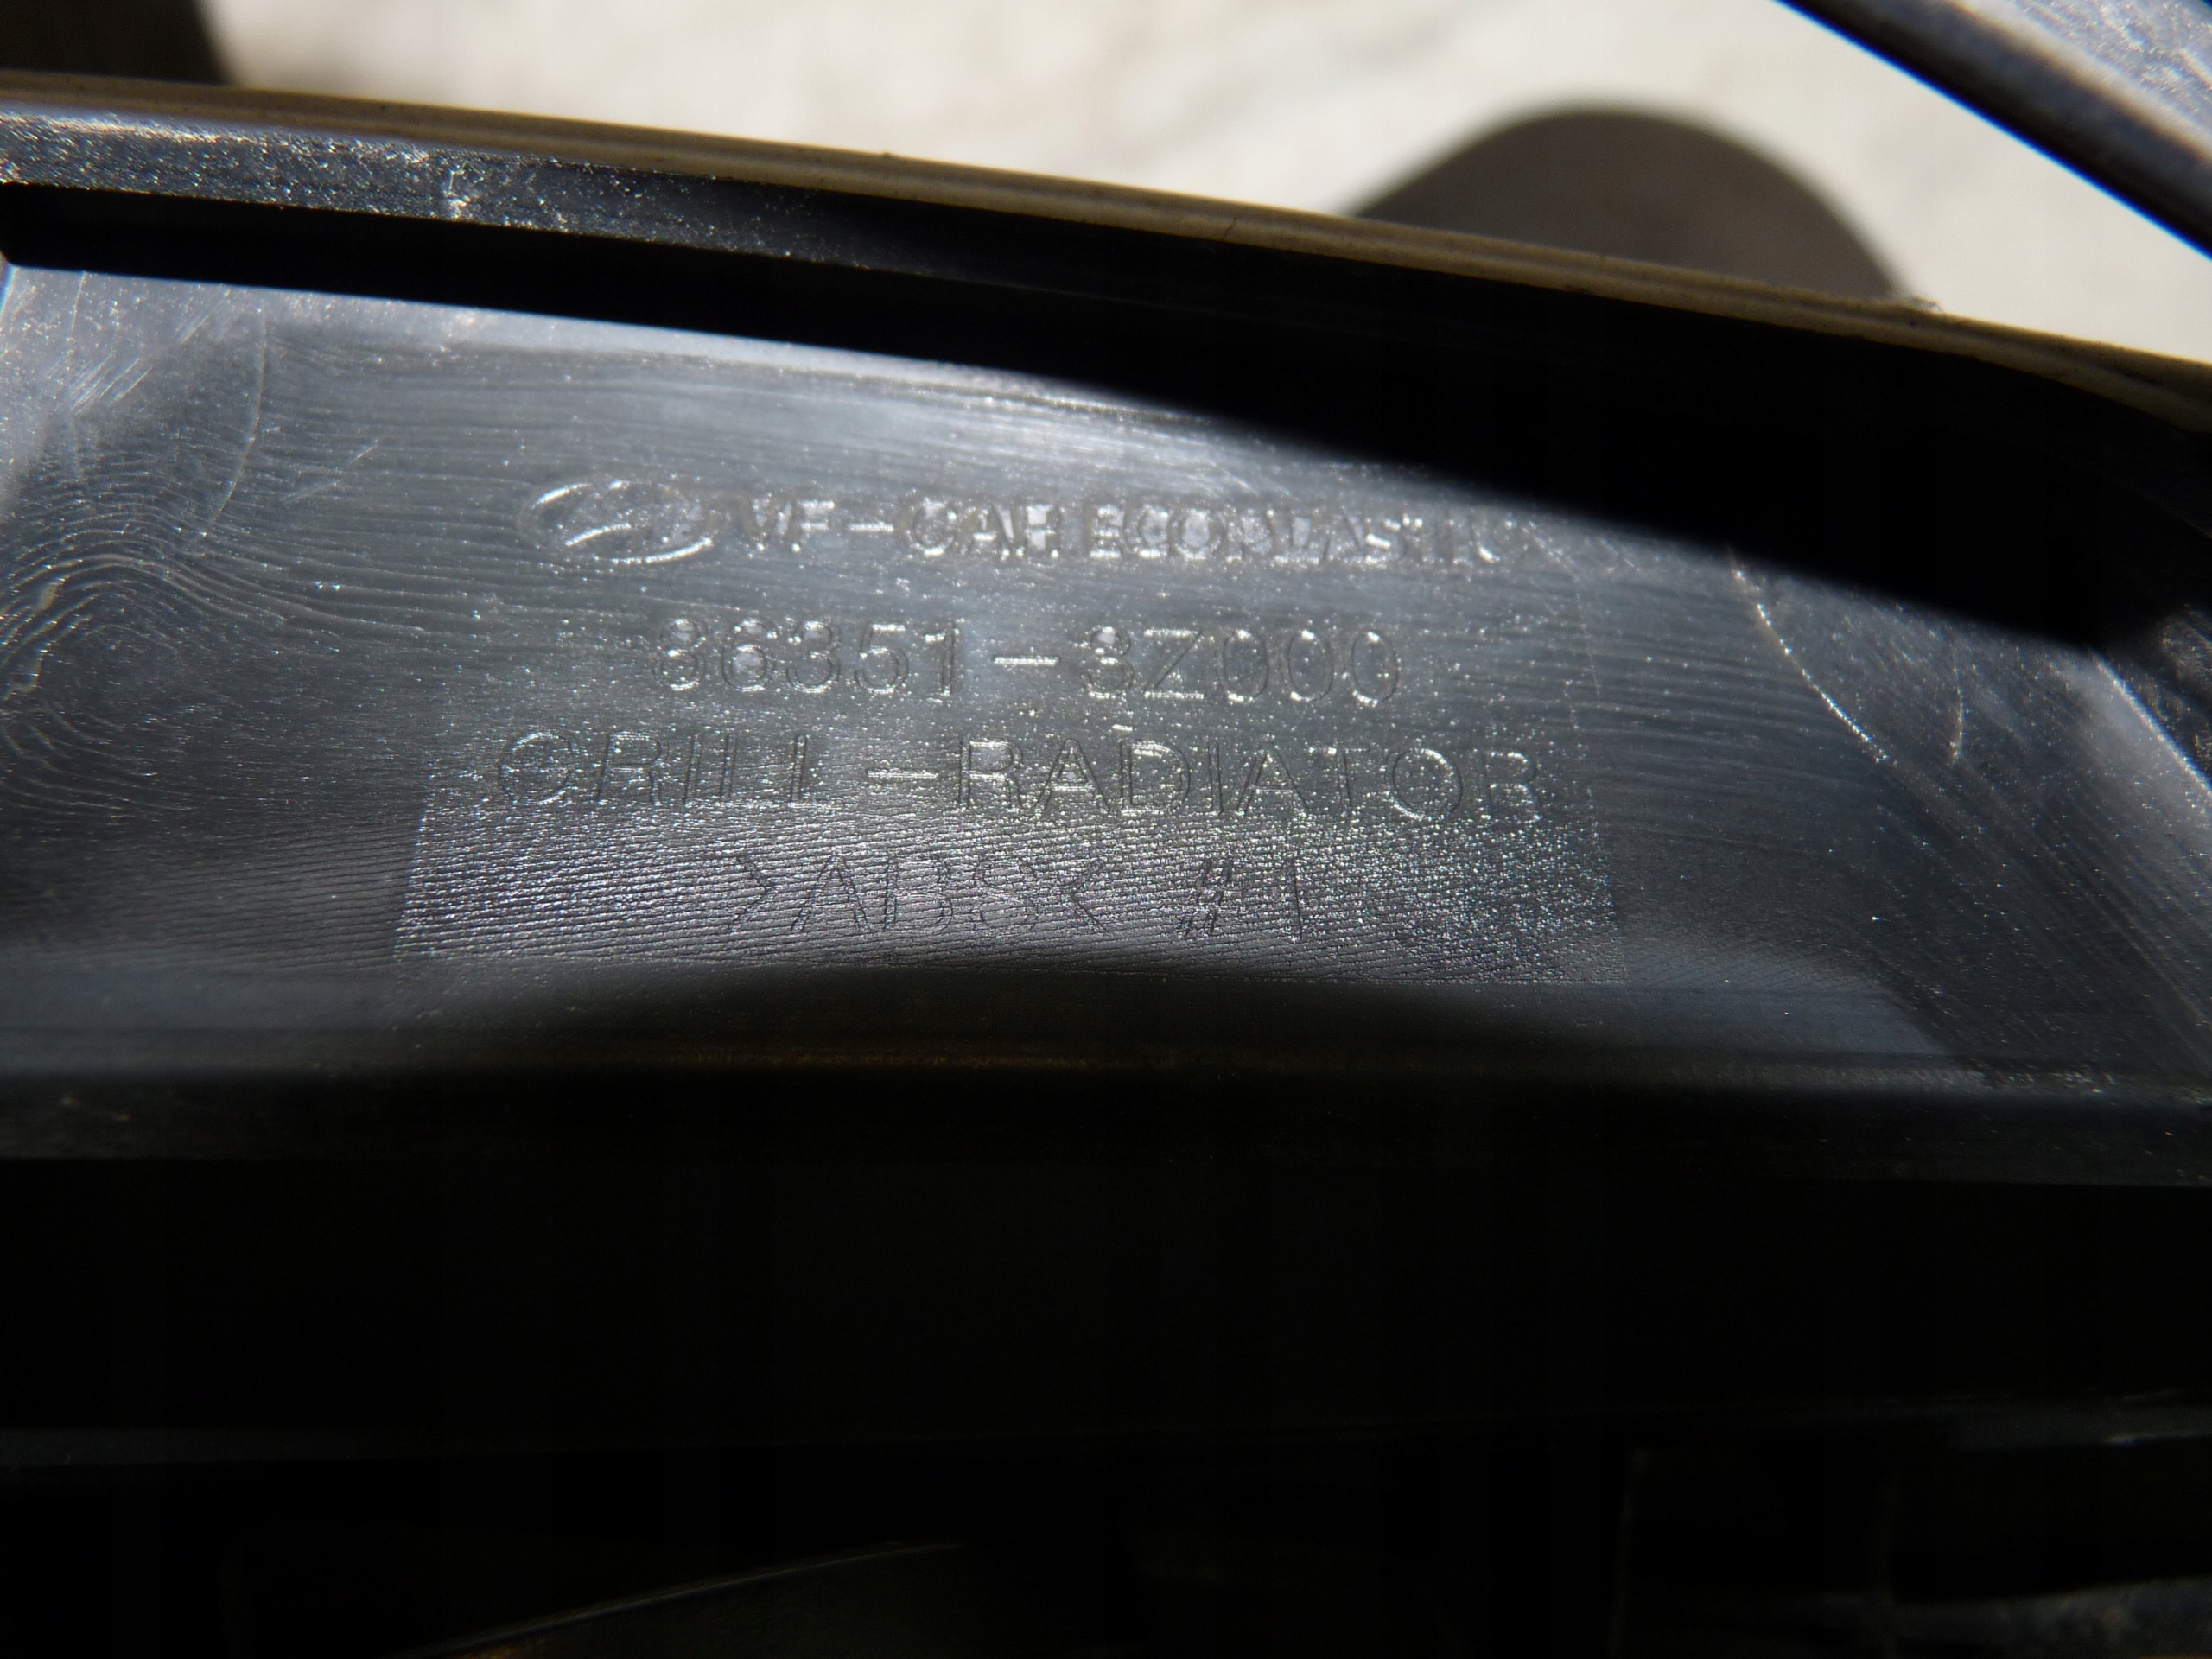 VF-CAR ECOPLASTIC
86351-3Z000
GRILL-RADIATOR
>ABS< #1